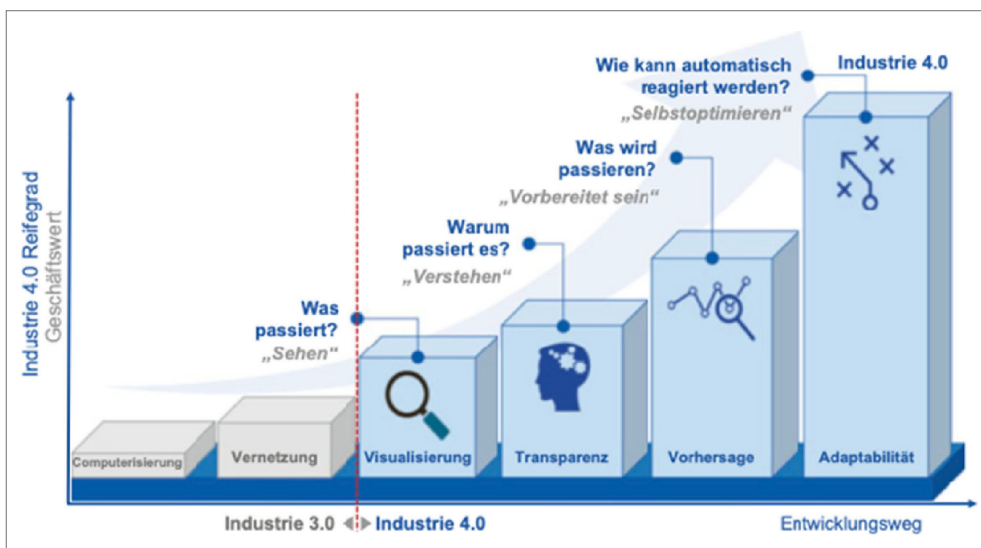 Wie kann automatisch
reagiert werden?
„Selbstoptimieren“
Industrie 4.0
Was wird
passieren?
„Vorbereitet sein“
Warum
passiert es?
„Verstehen“
Was
passiert?
„Sehen“
Industrie 4.0 Reifegrad
Geschäftswert
Computerisierung
Vernetzung
Visualisierung
Transparenz
Vorhersage
Adaptabilität
Industrie 3.0
Industrie 4.0
Entwicklungsweg